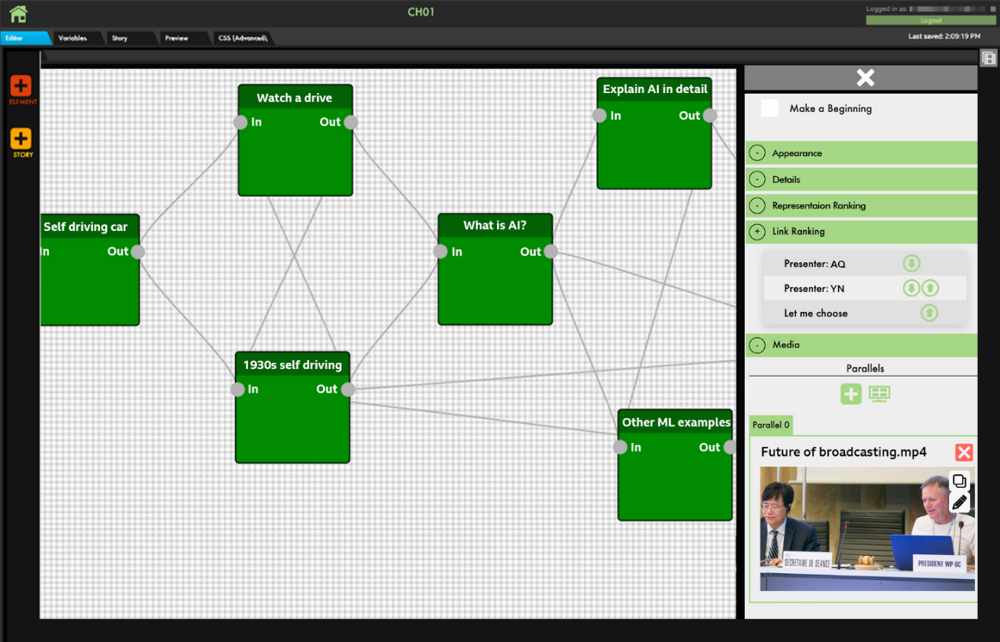 CH01
Logged in as:
Logout
Editor
Variables
Story
Preview
CSS (Advanced)
Last saved: 2:09:19 PM
ELEMENT
STORY
Watch a drive
In Out
Explain AI in detail
In Out
Self driving car
In Out
What is AI?
In Out
1930s self driving
In Out
Other ML examples
In Out
Make a Beginning
- Appearance
- Details
- Representaion Ranking
+ Link Ranking
Presenter: AQ
Presenter: YN
Let me choose
- Media
Parallels
Parallel 0
Future of broadcasting.mp4
SECRETAIRE DE SEANCE
PRESIDENT WP-6C